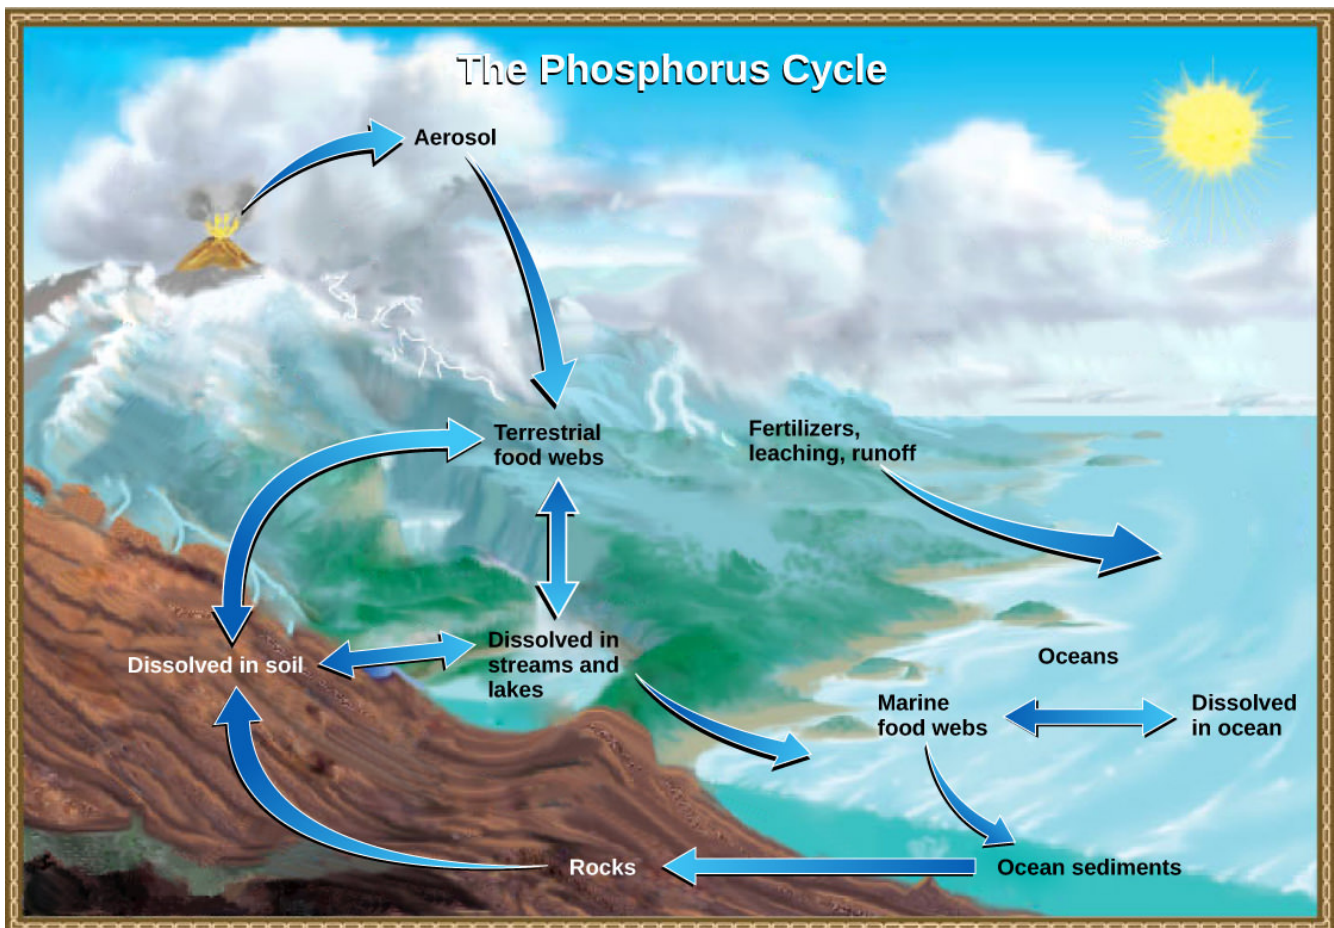 The Phosphorus Cycle
Aerosol
Terrestrial
food webs
Fertilizers,
leaching, runoff
Dissolved in soil
Dissolved in
streams and
lakes
Oceans
Marine
food webs
Dissolved
in ocean
Rocks
Ocean sediments